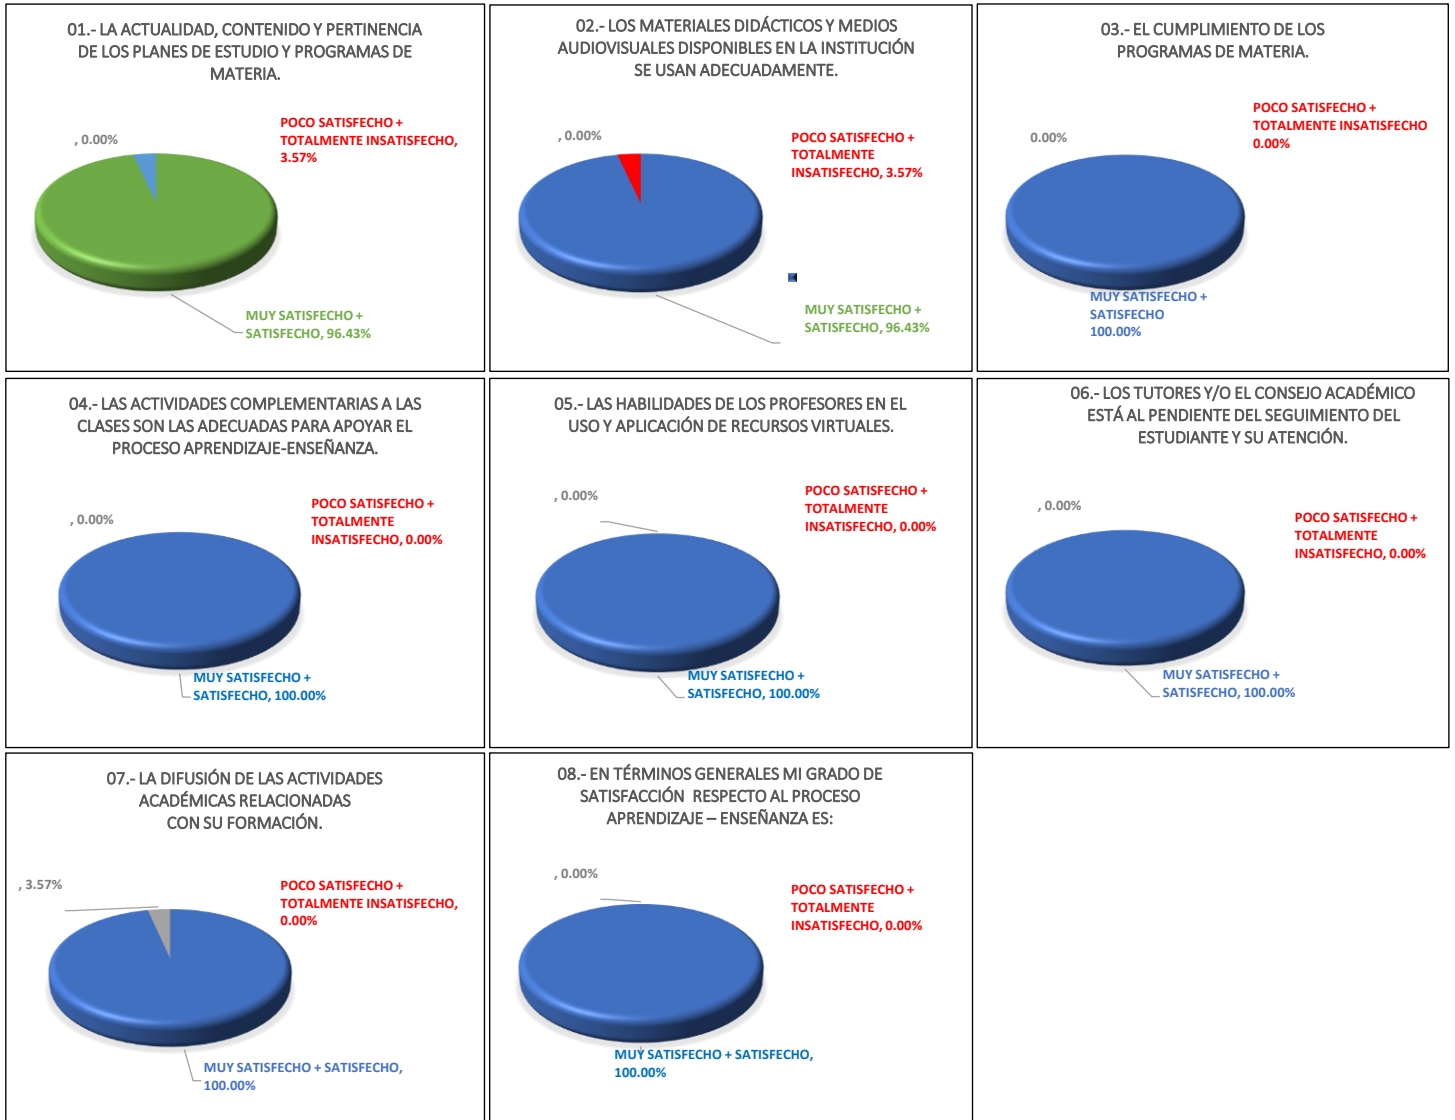 01.- LA ACTUALIDAD, CONTENIDO Y PERTINENCIA
DE LOS PLANES DE ESTUDIO Y PROGRAMAS DE
MATERIA.
, 0.00%
POCO SATISFECHO +
TOTALMENTE INSATISFECHO,
3.57%
MUY SATISFECHO +
SATISFECHO, 96.43%
02.- LOS MATERIALES DIDÁCTICOS Y MEDIOS
AUDIOVISUALES DISPONIBLES EN LA INSTITUCIÓN
SE USAN ADECUADAMENTE.
, 0.00%
POCO SATISFECHO +
TOTALMENTE
INSATISFECHO, 3.57%
MUY SATISFECHO +
SATISFECHO, 96.43%
03.- EL CUMPLIMIENTO DE LOS
PROGRAMAS DE MATERIA.
0.00%
POCO SATISFECHO +
TOTALMENTE INSATISFECHO
0.00%
MUY SATISFECHO +
SATISFECHO
100.00%
04.- LAS ACTIVIDADES COMPLEMENTARIAS A LAS
CLASES SON LAS ADECUADAS PARA APOYAR EL
PROCESO APRENDIZAJE-ENSEÑANZA.
, 0.00%
POCO SATISFECHO +
TOTALMENTE
INSATISFECHO, 0.00%
MUY SATISFECHO +
SATISFECHO, 100.00%
05.- LAS HABILIDADES DE LOS PROFESORES EN EL
USO Y APLICACIÓN DE RECURSOS VIRTUALES.
, 0.00%
POCO SATISFECHO +
TOTALMENTE
INSATISFECHO, 0.00%
MUY SATISFECHO +
SATISFECHO, 100.00%
06.- LOS TUTORES Y/O EL CONSEJO ACADÉMICO
ESTÁ AL PENDIENTE DEL SEGUIMIENTO DEL
ESTUDIANTE Y SU ATENCIÓN.
, 0.00%
POCO SATISFECHO +
TOTALMENTE
INSATISFECHO, 0.00%
MUY SATISFECHO +
SATISFECHO, 100.00%
07.- LA DIFUSIÓN DE LAS ACTIVIDADES
ACADÉMICAS RELACIONADAS
CON SU FORMACIÓN.
, 3.57%
POCO SATISFECHO +
TOTALMENTE INSATISFECHO,
0.00%
MUY SATISFECHO + SATISFECHO,
100.00%
08.- EN TÉRMINOS GENERALES MI GRADO DE
SATISFACCIÓN  RESPECTO AL PROCESO
APRENDIZAJE – ENSEÑANZA ES:
, 0.00%
POCO SATISFECHO +
TOTALMENTE
INSATISFECHO, 0.00%
MUY SATISFECHO + SATISFECHO,
100.00%